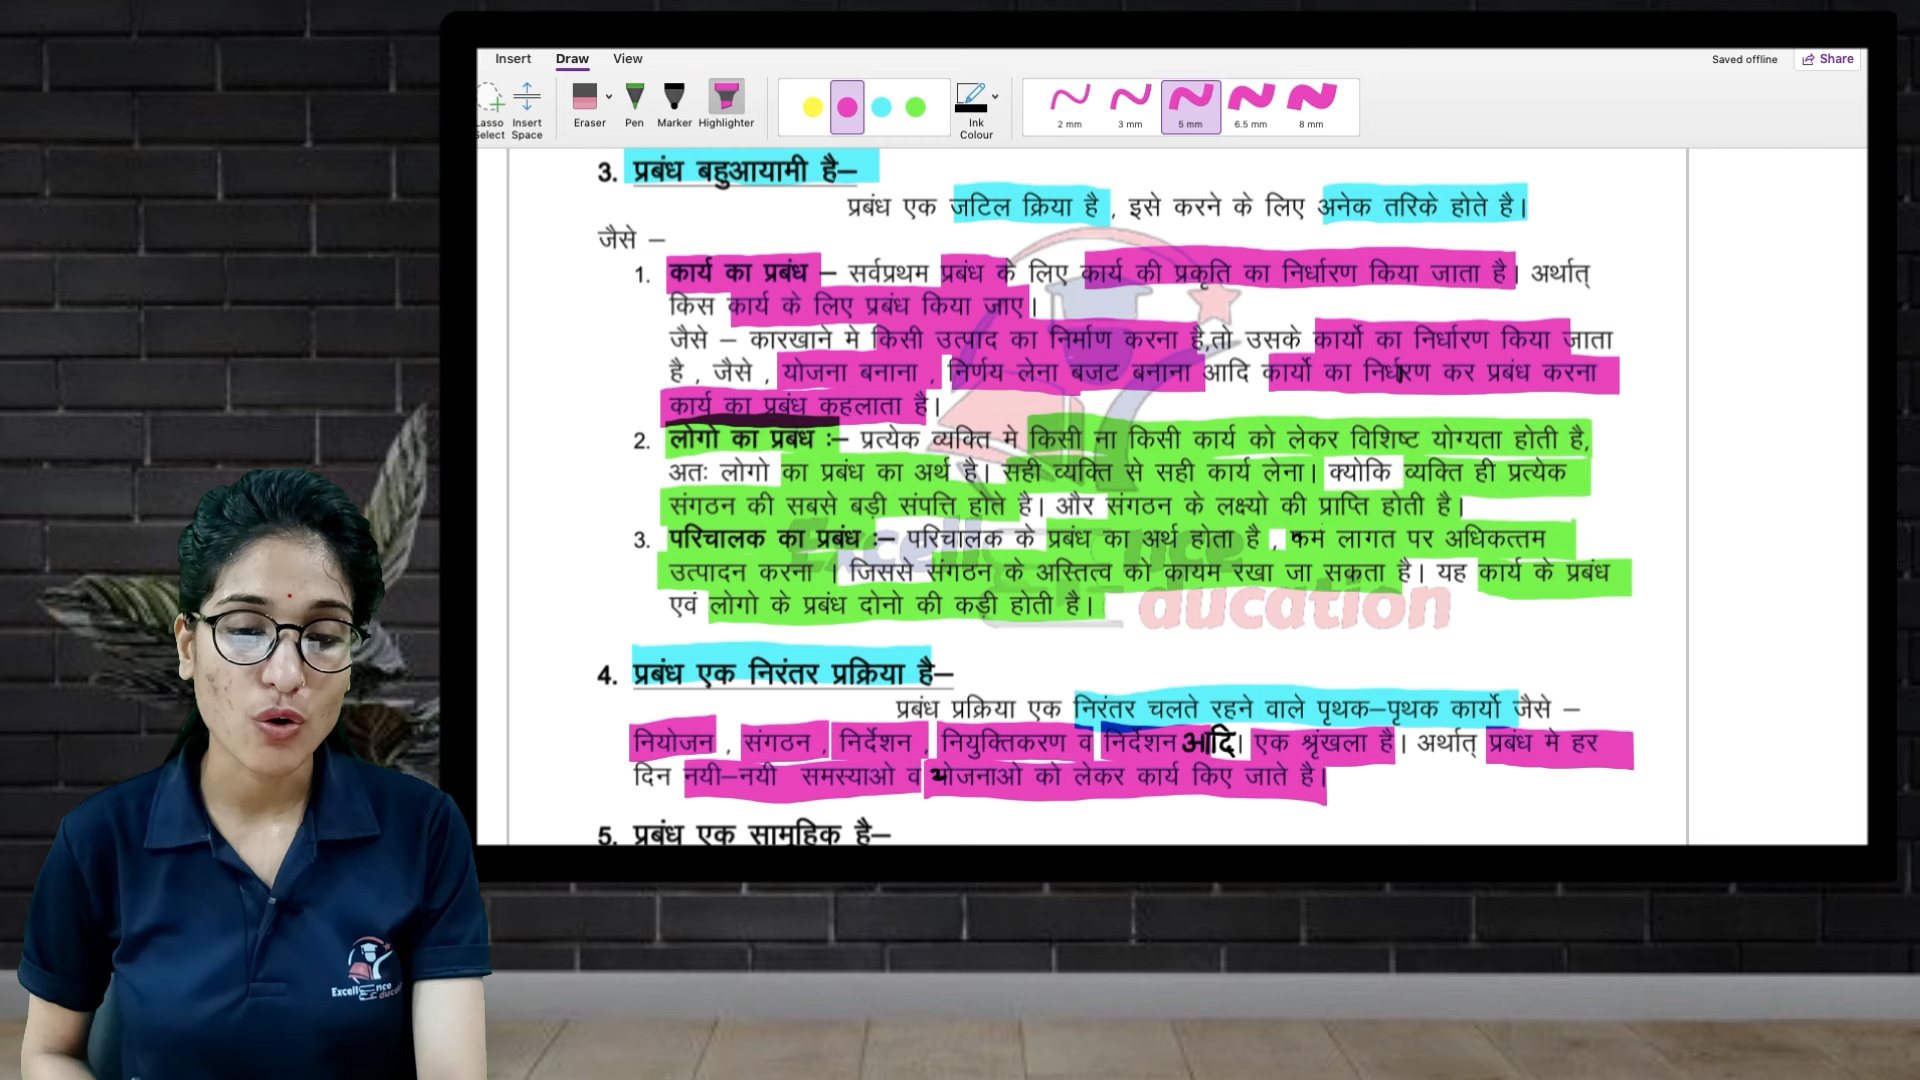 Insert Draw View Saved offline Share
Lasso Select Insert Space Eraser Pen Marker Highlighter Ink Colour 2 mm 3 mm 5 mm 6.5 mm 8 mm
3. प्रबंध बहुआयामी है–
प्रबंध एक जटिल क्रिया है , इसे करने के लिए अनेक तरिके होते है।
जैसे –
1. कार्य का प्रबंध – सर्वप्रथम प्रबंध के लिए कार्य की प्रकृति का निर्धारण किया जाता है। अर्थात्
किस कार्य के लिए प्रबंध किया जाए।
जैसे – कारखाने मे किसी उत्पाद का निर्माण करना है,तो उसके कार्यो का निर्धारण किया जाता
है , जैसे , योजना बनाना , निर्णय लेना बजट बनाना आदि कार्यो का निर्धारण कर प्रबंध करना
कार्य का प्रबंध कहलाता है।
2. लोगो का प्रबंध :– प्रत्येक व्यक्ति मे किसी ना किसी कार्य को लेकर विशिष्ट योग्यता होती है,
अतः लोगो का प्रबंध का अर्थ है। सही व्यक्ति से सही कार्य लेना। क्योकि व्यक्ति ही प्रत्येक
संगठन की सबसे बड़ी संपत्ति होते है। और संगठन के लक्ष्यो की प्राप्ति होती है।
3. परिचालक का प्रबंध :– परिचालक के प्रबंध का अर्थ होता है , कम लागत पर अधिकत्तम
उत्पादन करना । जिससे संगठन के अस्तित्व को कायम रखा जा सकता है। यह कार्य के प्रबंध
एवं लोगो के प्रबंध दोनो की कड़ी होती है।
4. प्रबंध एक निरंतर प्रक्रिया है–
प्रबंध प्रक्रिया एक निरंतर चलते रहने वाले पृथक–पृथक कार्यो जैसे –
नियोजन , संगठन , निर्देशन , नियुक्तिकरण व निर्देशन आदि। एक श्रृंखला है। अर्थात् प्रबंध मे हर
दिन नयी–नयी समस्याओ व योजनाओ को लेकर कार्य किए जाते है।
5. प्रबंध एक सामूहिक है–
Excellence
Education